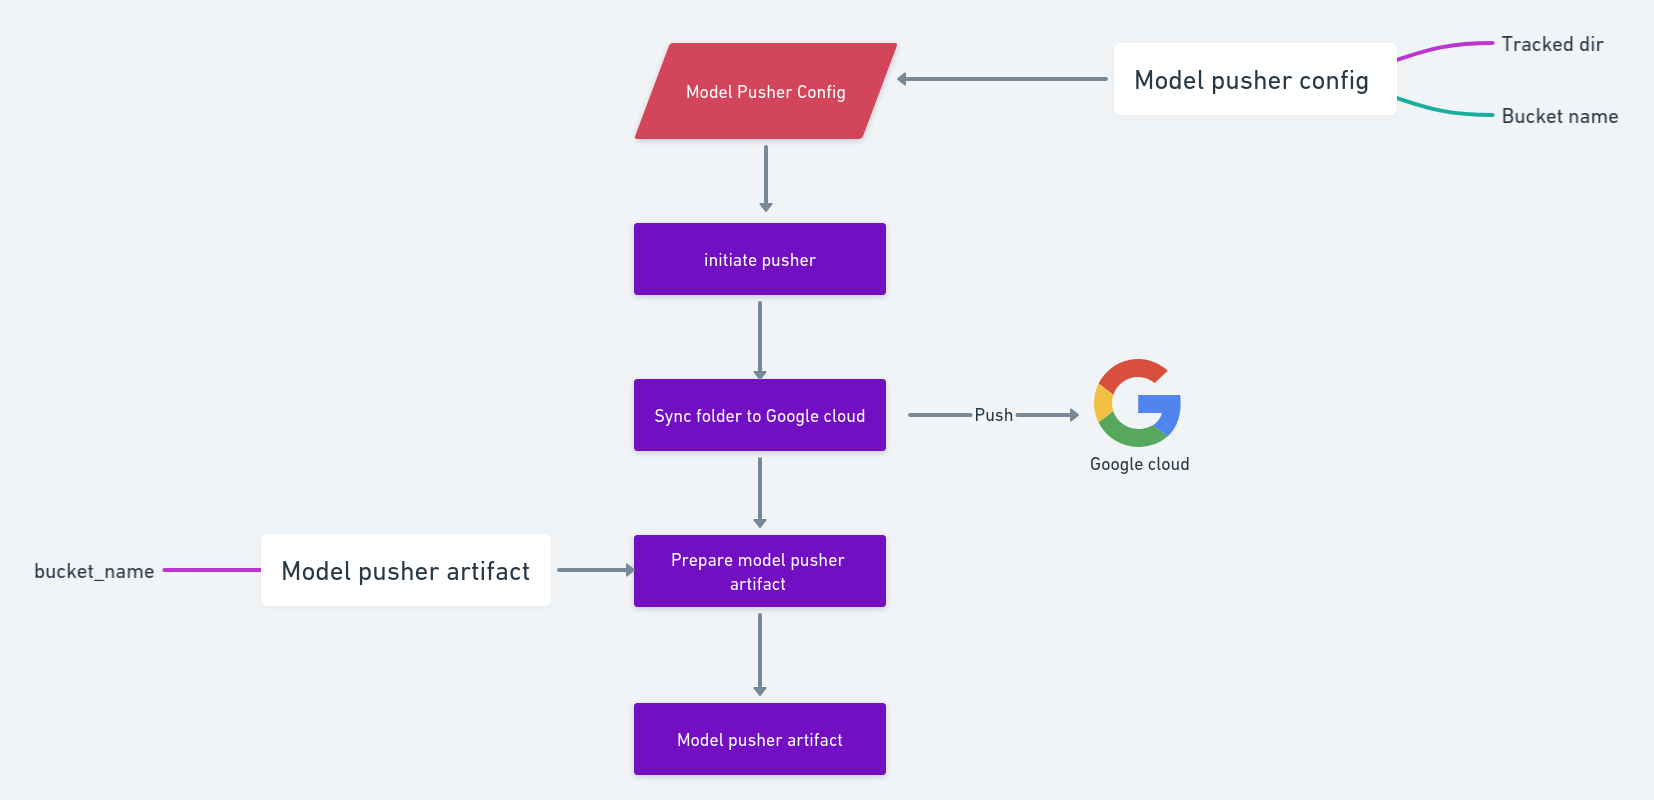 Model Pusher Config
Model pusher config
Tracked dir
Bucket name
initiate pusher
Sync folder to Google cloud
Push
Google cloud
bucket_name
Model pusher artifact
Prepare model pusher
artifact
Model pusher artifact